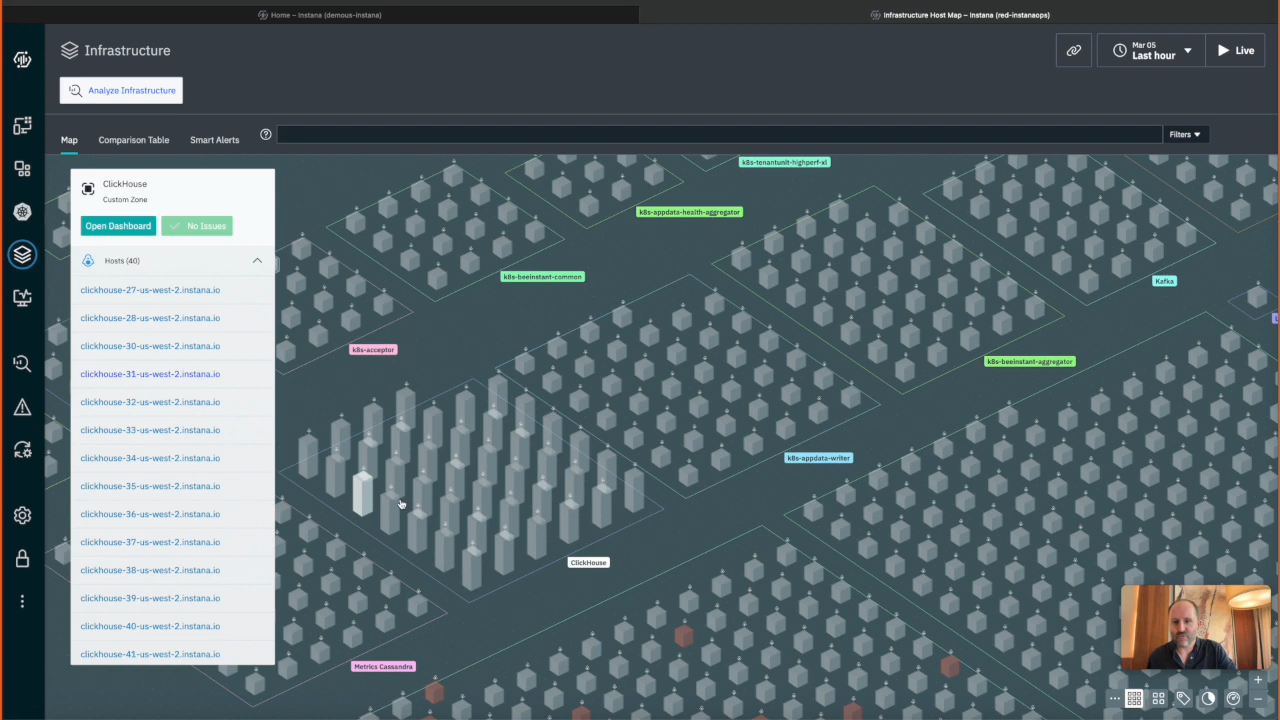 Home – Instana (demous-instana)
Infrastructure Host Map – Instana (red-instanaops)
Infrastructure
Mar 05
Last hour
Live
Analyze Infrastructure
Map
Comparison Table
Smart Alerts
Filters
k8s-tenantunit-highperf-xl
ClickHouse
Custom Zone
k8s-appdata-health-aggregator
Open Dashboard
No Issues
Hosts (40)
k8s-beeinstant-common
Kafka
clickhouse-27-us-west-2.instana.io
clickhouse-28-us-west-2.instana.io
clickhouse-30-us-west-2.instana.io
k8s-acceptor
k8s-beeinstant-aggregator
clickhouse-31-us-west-2.instana.io
clickhouse-32-us-west-2.instana.io
clickhouse-33-us-west-2.instana.io
clickhouse-34-us-west-2.instana.io
k8s-appdata-writer
clickhouse-35-us-west-2.instana.io
clickhouse-36-us-west-2.instana.io
clickhouse-37-us-west-2.instana.io
ClickHouse
clickhouse-38-us-west-2.instana.io
clickhouse-39-us-west-2.instana.io
clickhouse-40-us-west-2.instana.io
clickhouse-41-us-west-2.instana.io
Metrics Cassandra